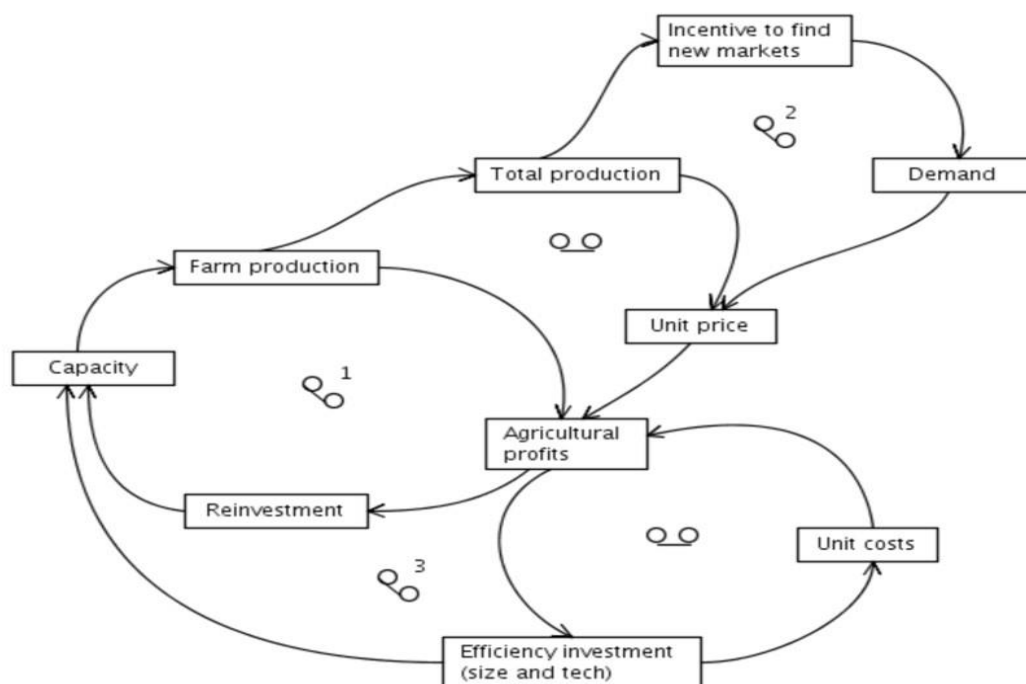 Incentive to find
new markets
2
Total production
Demand
Farm production
Unit price
Capacity
1
Agricultural
profits
Reinvestment
Unit costs
3
Efficiency investment
(size and tech)